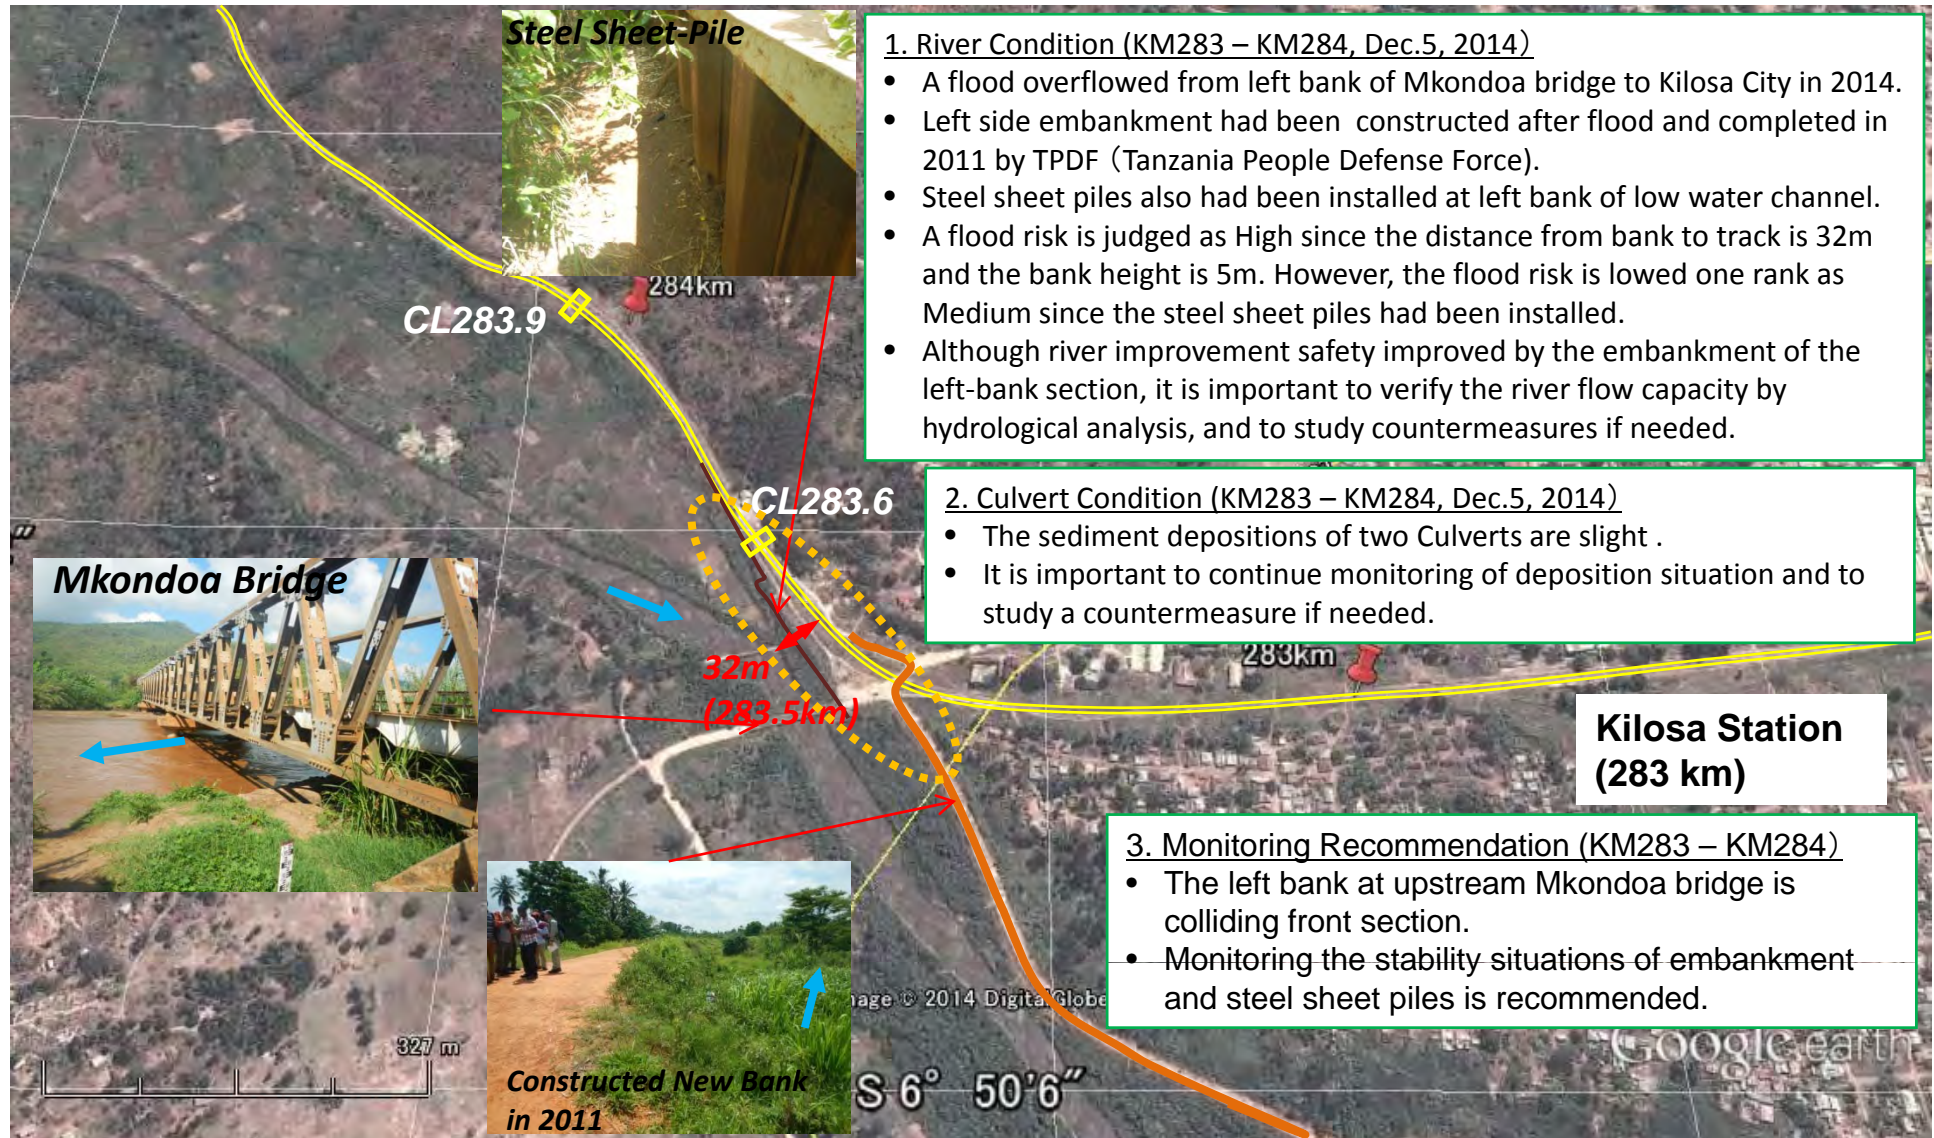 Steel Sheet-Pile
1. River Condition (KM283 – KM284, Dec.5, 2014）
• A flood overflowed from left bank of Mkondoa bridge to Kilosa City in 2014.
• Left side embankment had been constructed after flood and completed in
2011 by TPDF（Tanzania People Defense Force).
• Steel sheet piles also had been installed at left bank of low water channel.
• A flood risk is judged as High since the distance from bank to track is 32m
and the bank height is 5m. However, the flood risk is lowed one rank as
Medium since the steel sheet piles had been installed.
• Although river improvement safety improved by the embankment of the
left-bank section, it is important to verify the river flow capacity by
hydrological analysis, and to study countermeasures if needed.
284km
CL283.9
CL283.6
2. Culvert Condition (KM283 – KM284, Dec.5, 2014）
• The sediment depositions of two Culverts are slight .
• It is important to continue monitoring of deposition situation and to
study a countermeasure if needed.
Mkondoa Bridge
32m
(283.5km)
283km
Kilosa Station
(283 km)
3. Monitoring Recommendation (KM283 – KM284）
• The left bank at upstream Mkondoa bridge is
colliding front section.
• Monitoring the stability situations of embankment
and steel sheet piles is recommended.
© 2014 DigitalGlobe
327 m
Google earth
Constructed New Bank
in 2011
S 6° 50'6"